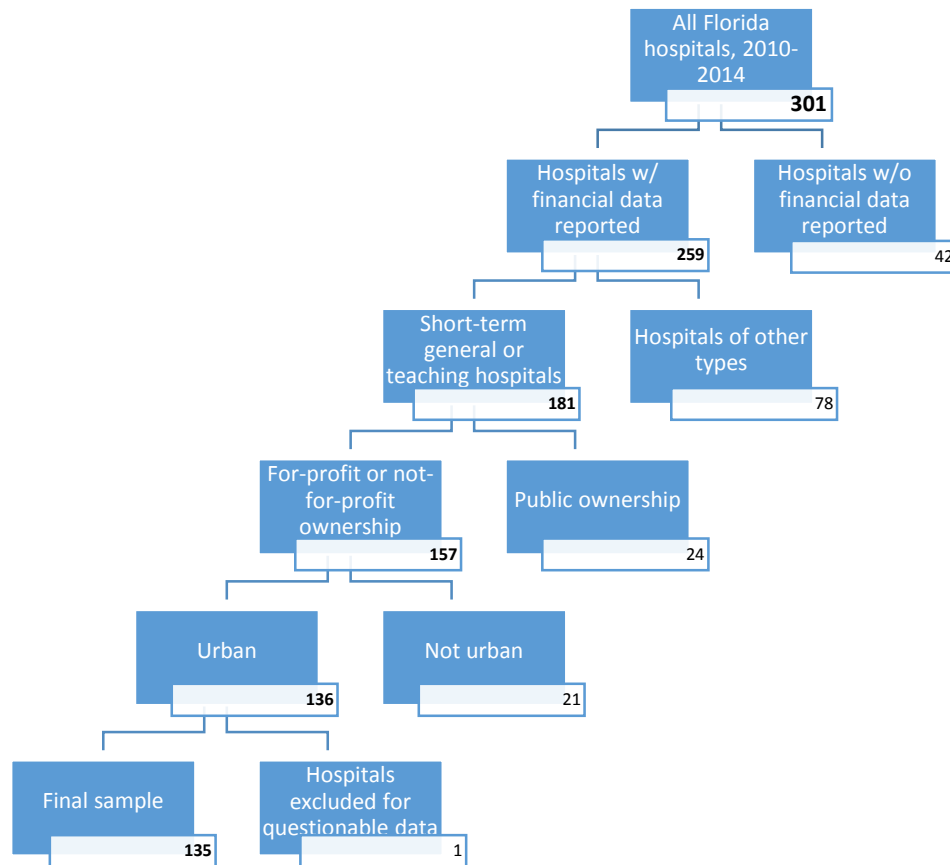 All Florida
hospitals, 2010-
2014
301
Hospitals w/
financial data
reported
259
Hospitals w/o
financial data
reported
42
Short-term
general or
teaching hospitals
181
Hospitals of other
types
78
For-profit or not-
for-profit
ownership
157
Public ownership
24
Urban
136
Not urban
21
Final sample
135
Hospitals
excluded for
questionable data
1